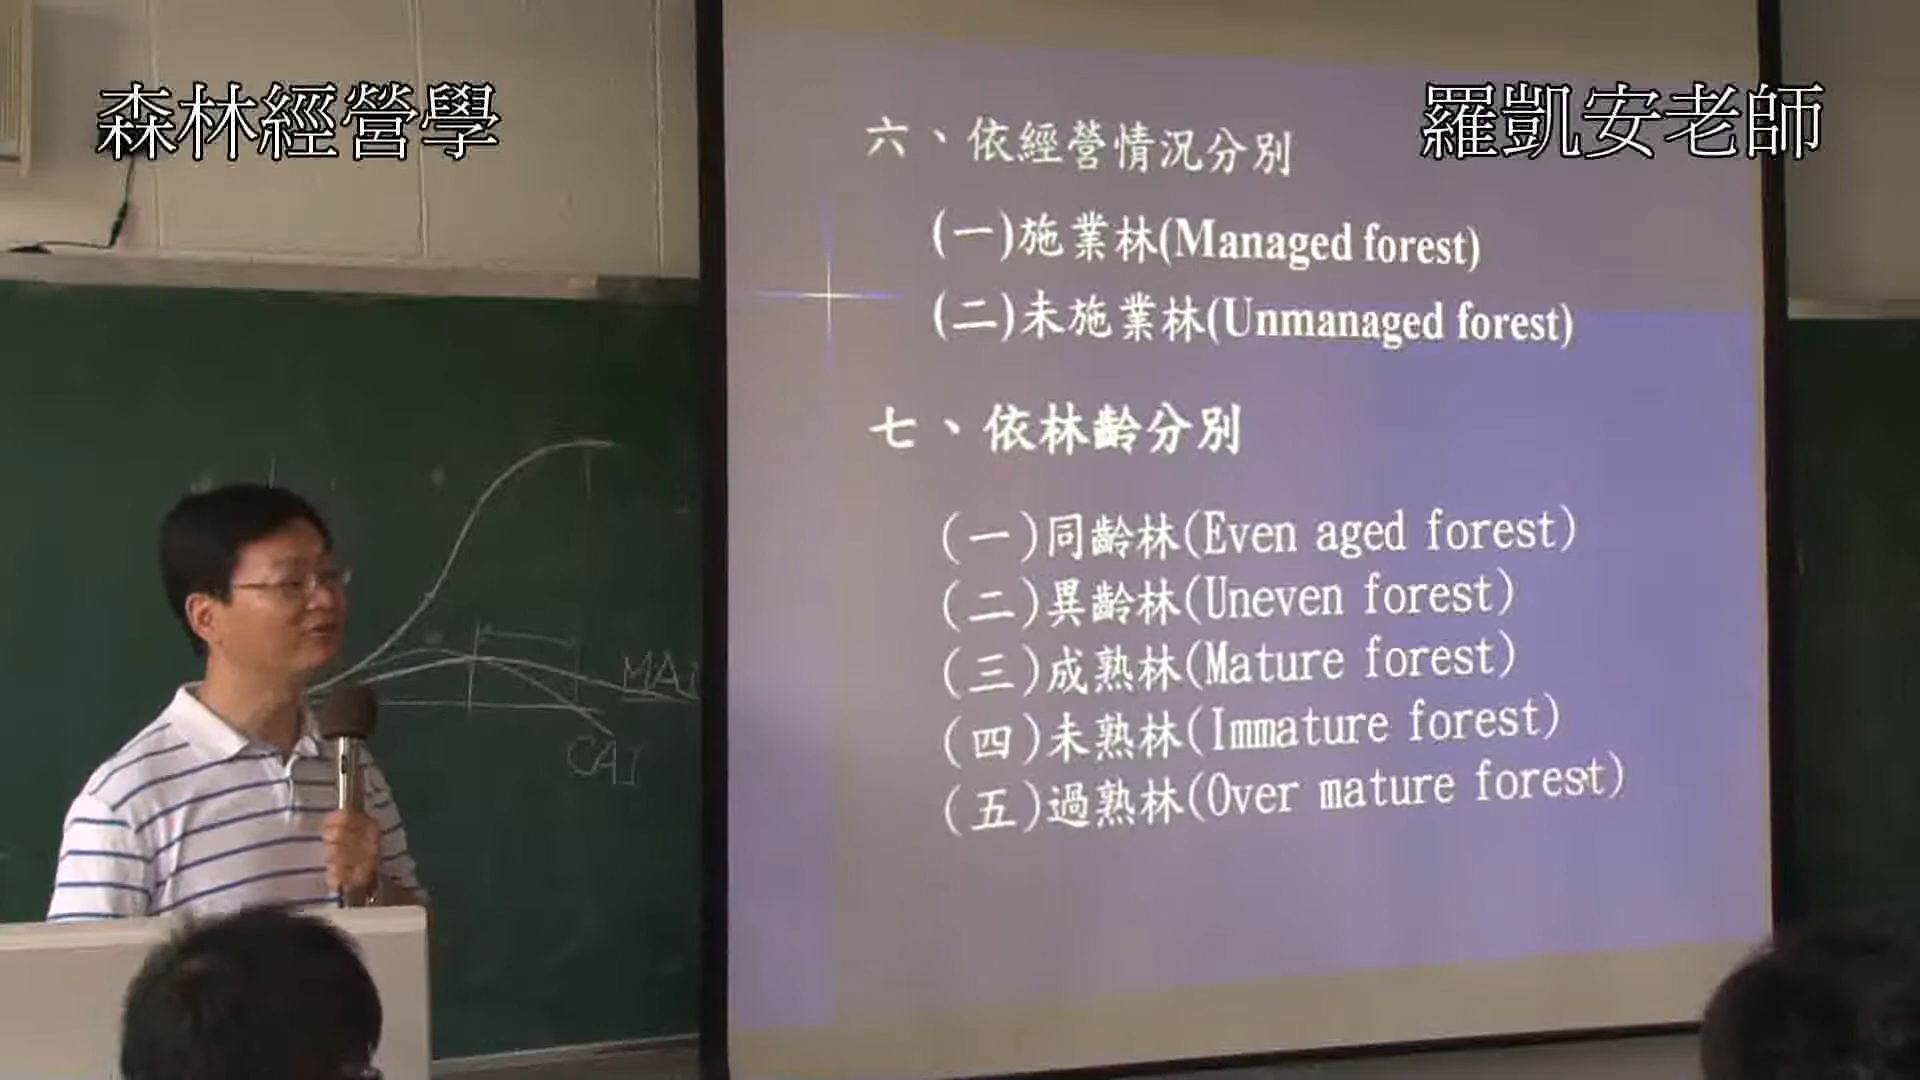 森林經營學
羅凱安老師
六、依經營情況分別
(一)施業林(Managed forest)
(二)未施業林(Unmanaged forest)
七、依林齡分別
(一)同齡林(Even aged forest)
(二)異齡林(Uneven forest)
(三)成熟林(Mature forest)
(四)未熟林(Immature forest)
(五)過熟林(Over mature forest)
MAI
CAI